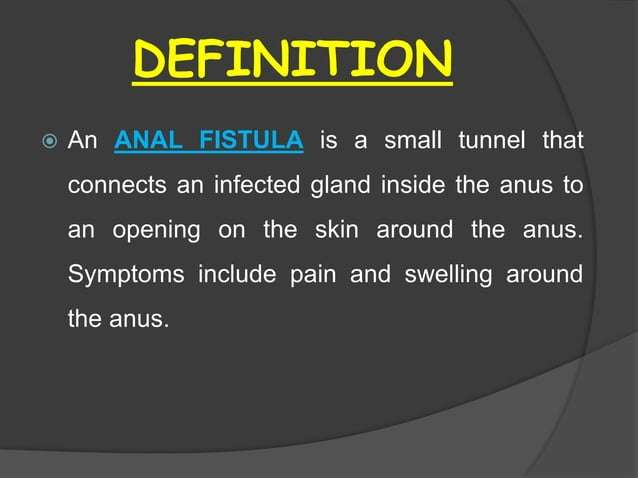 DEFINITION
An ANAL FISTULA is a small tunnel that
connects an infected gland inside the anus to
an opening on the skin around the anus.
Symptoms include pain and swelling around
the anus.